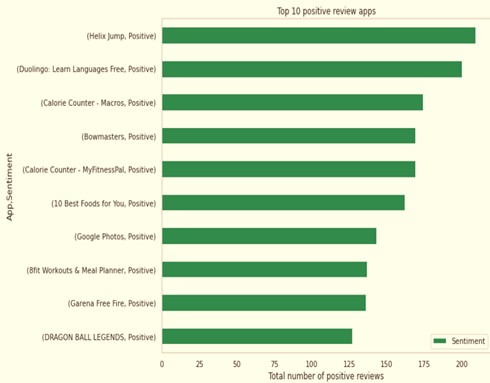 Top 10 positive review apps
(Helix Jump, Positive)
(Duolingo: Learn Languages Free, Positive)
(Calorie Counter - Macros, Positive)
(Bowmasters, Positive)
(Calorie Counter - MyFitnessPal, Positive)
(10 Best Foods for You, Positive)
(Google Photos, Positive)
(8fit Workouts & Meal Planner, Positive)
(Garena Free Fire, Positive)
(DRAGON BALL LEGENDS, Positive)
App,Sentiment
Sentiment
0 25 50 75 100 125 150 175 200
Total number of positive reviews